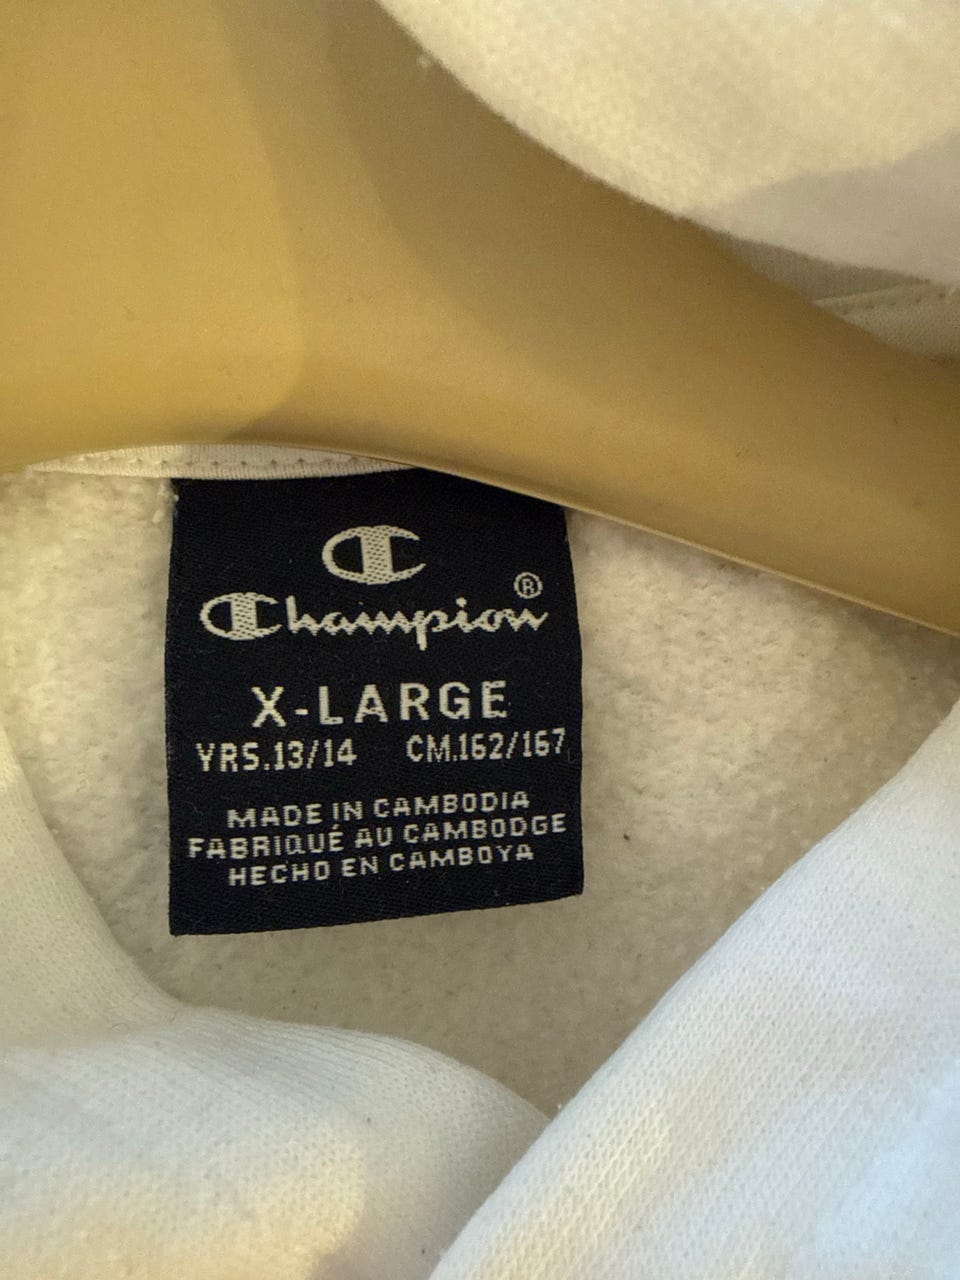 Champion®
X-LARGE
YRS.13/14 CM.162/167
MADE IN CAMBODIA
FABRIQUÉ AU CAMBODGE
HECHO EN CAMBOYA